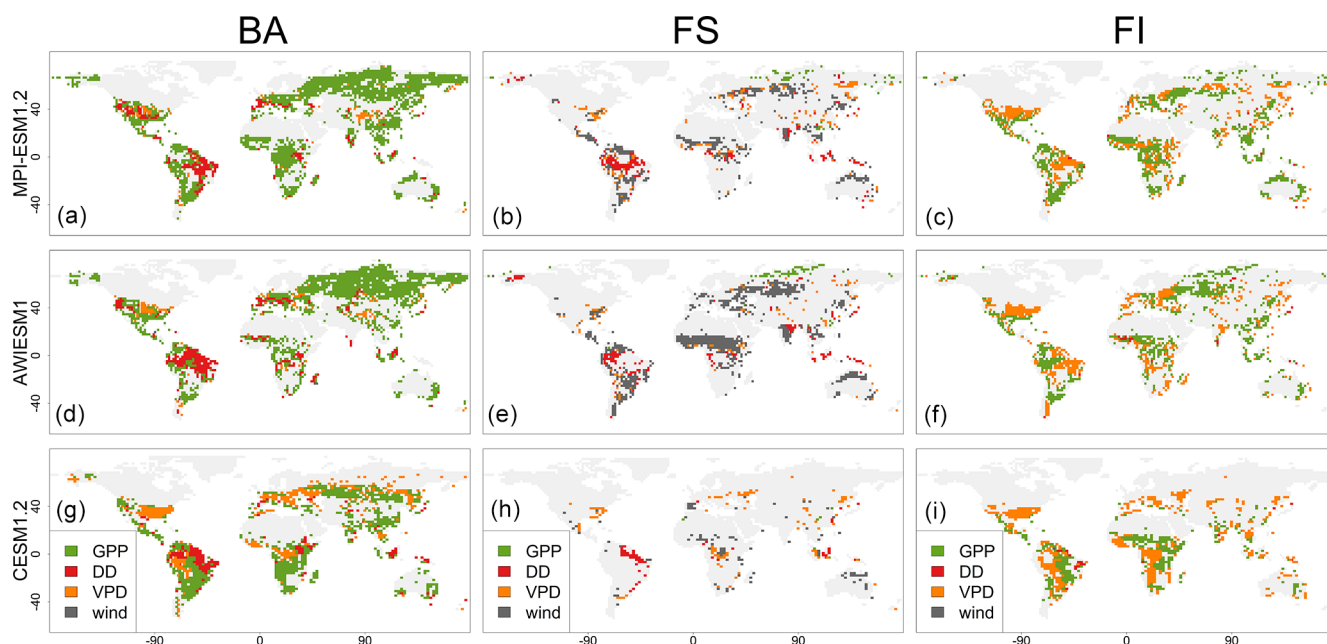 BA FS FI
MPI-ESM1.2
40
0
-40
(a) (b) (c)
AWIESM1
40
0
-40
(d) (e) (f)
CESM1.2
40
0
-40
(g) (h) (i)
GPP GPP GPP
DD DD DD
VPD VPD VPD
wind wind wind
-90 0 90 -90 0 90 -90 0 90